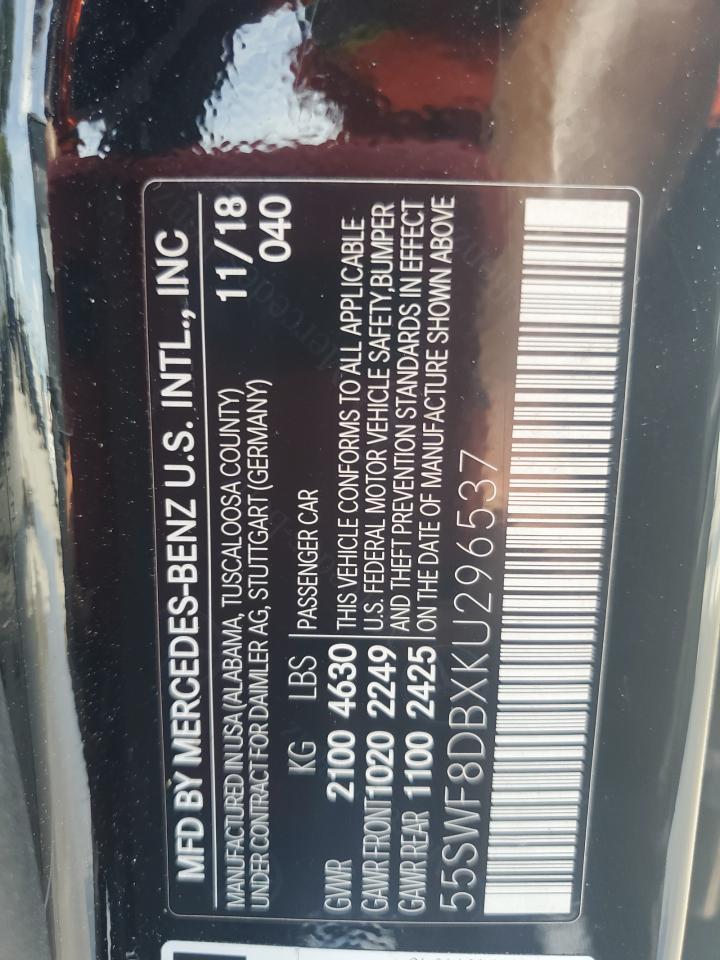 MFD BY MERCEDES-BENZ U.S. INTL., INC
MANUFACTURED IN USA (ALABAMA, TUSCALOOSA COUNTY) 11/18
UNDER CONTRACT FOR DAIMLER AG, STUTTGART (GERMANY) 040
KG LBS PASSENGER CAR
GVWR 2100 4630 THIS VEHICLE CONFORMS TO ALL APPLICABLE
GAWR FRONT 1020 2249 U.S. FEDERAL MOTOR VEHICLE SAFETY,BUMPER
GAWR REAR 1100 2425 AND THEFT PREVENTION STANDARDS IN EFFECT
ON THE DATE OF MANUFACTURE SHOWN ABOVE
55SWF8DBXKU296537